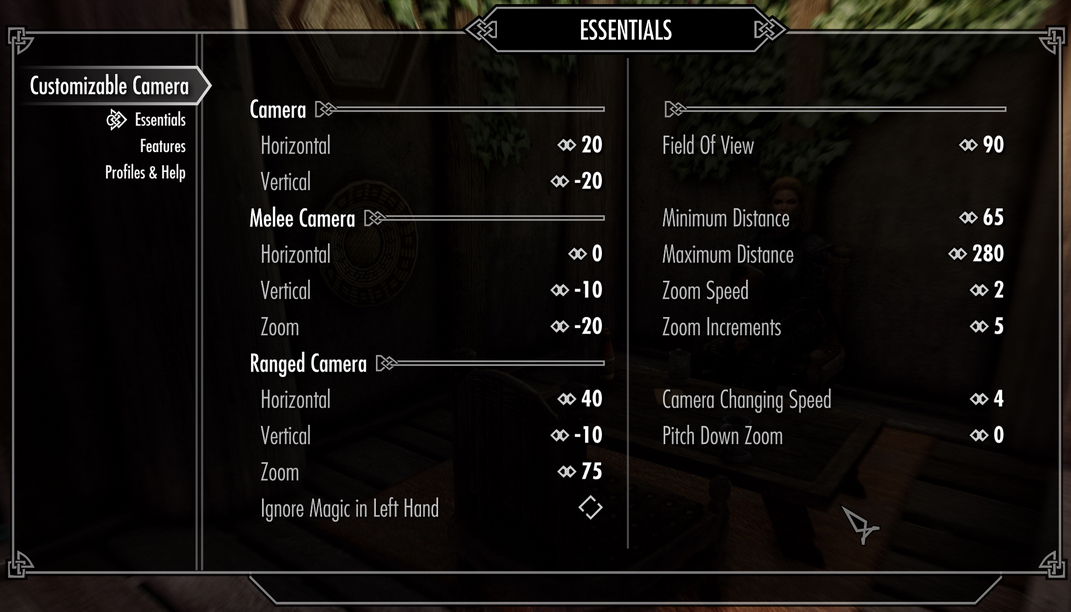 ESSENTIALS
Customizable Camera
Essentials
Features
Profiles & Help
Camera
Horizontal 20
Vertical -20
Melee Camera
Horizontal 0
Vertical -10
Zoom -20
Ranged Camera
Horizontal 40
Vertical -10
Zoom 75
Ignore Magic in Left Hand
Field Of View 90
Minimum Distance 65
Maximum Distance 280
Zoom Speed 2
Zoom Increments 5
Camera Changing Speed 4
Pitch Down Zoom 0